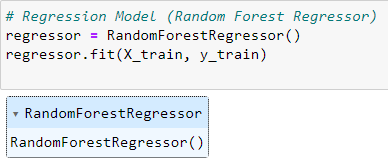 # Regression Model (Random Forest Regressor)
regressor = RandomForestRegressor()
regressor.fit(X_train, y_train)
▾ RandomForestRegressor
RandomForestRegressor()